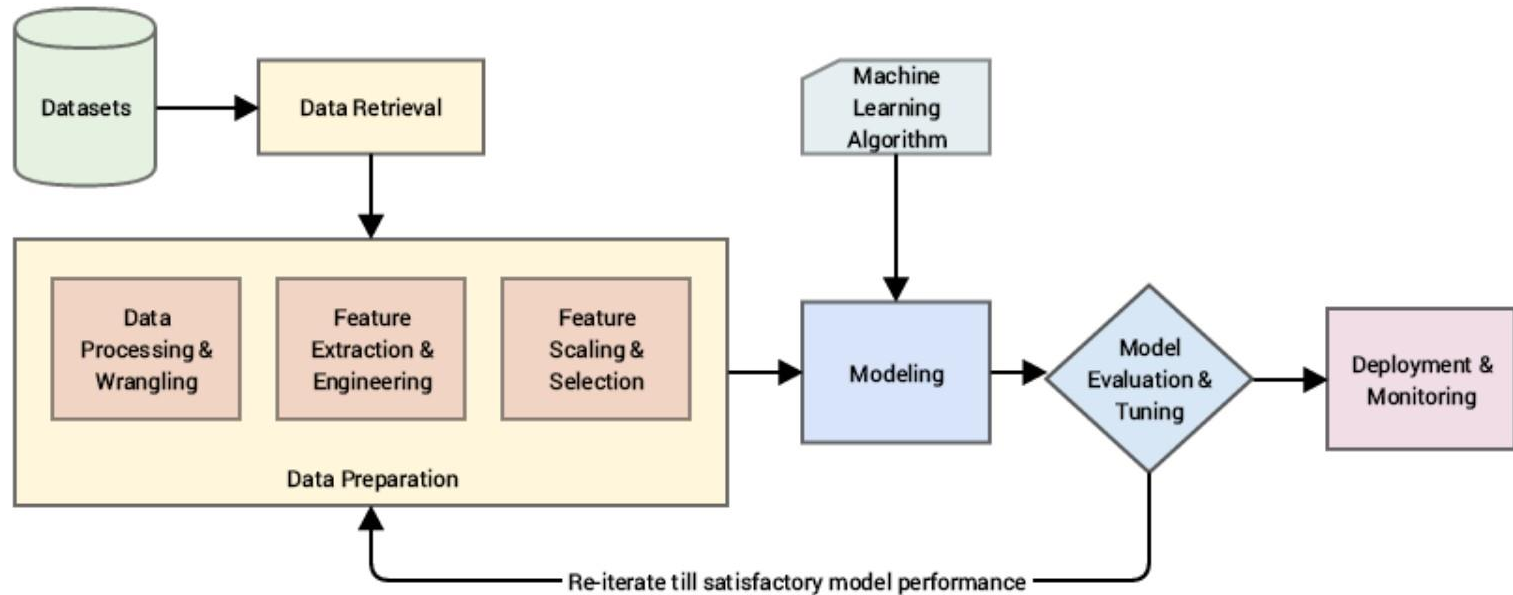 Datasets
Data Retrieval
Machine
Learning
Algorithm
Data
Processing &
Wrangling
Feature
Extraction &
Engineering
Feature
Scaling &
Selection
Data Preparation
Modeling
Model
Evaluation &
Tuning
Deployment &
Monitoring
Re-iterate till satisfactory model performance